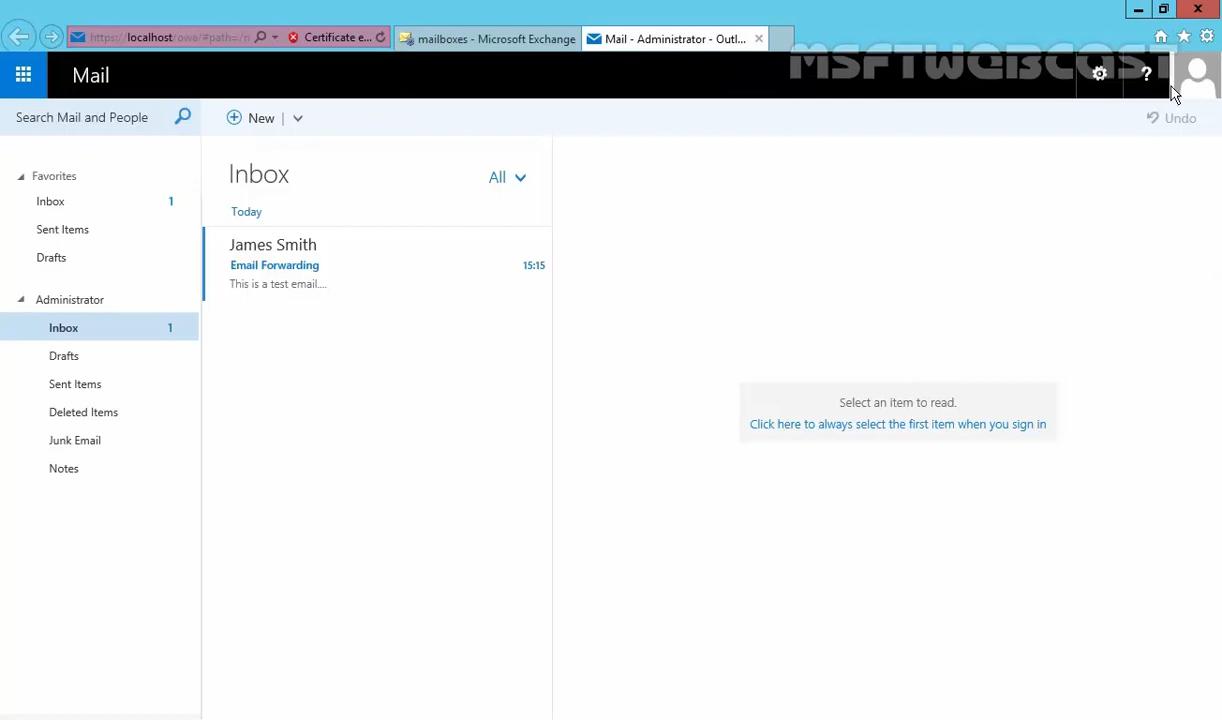 https://localhost/owa/#path=/
Certificate e...
mailboxes - Microsoft Exchange
Mail - Administrator - Outl...
MSFTWEBCAST
Mail
?
Search Mail and People
New
Undo
Favorites
Inbox 1
Sent Items
Drafts
Administrator
Inbox 1
Drafts
Sent Items
Deleted Items
Junk Email
Notes
Inbox
All
Today
James Smith
Email Forwarding 15:15
This is a test email....
Select an item to read.
Click here to always select the first item when you sign in